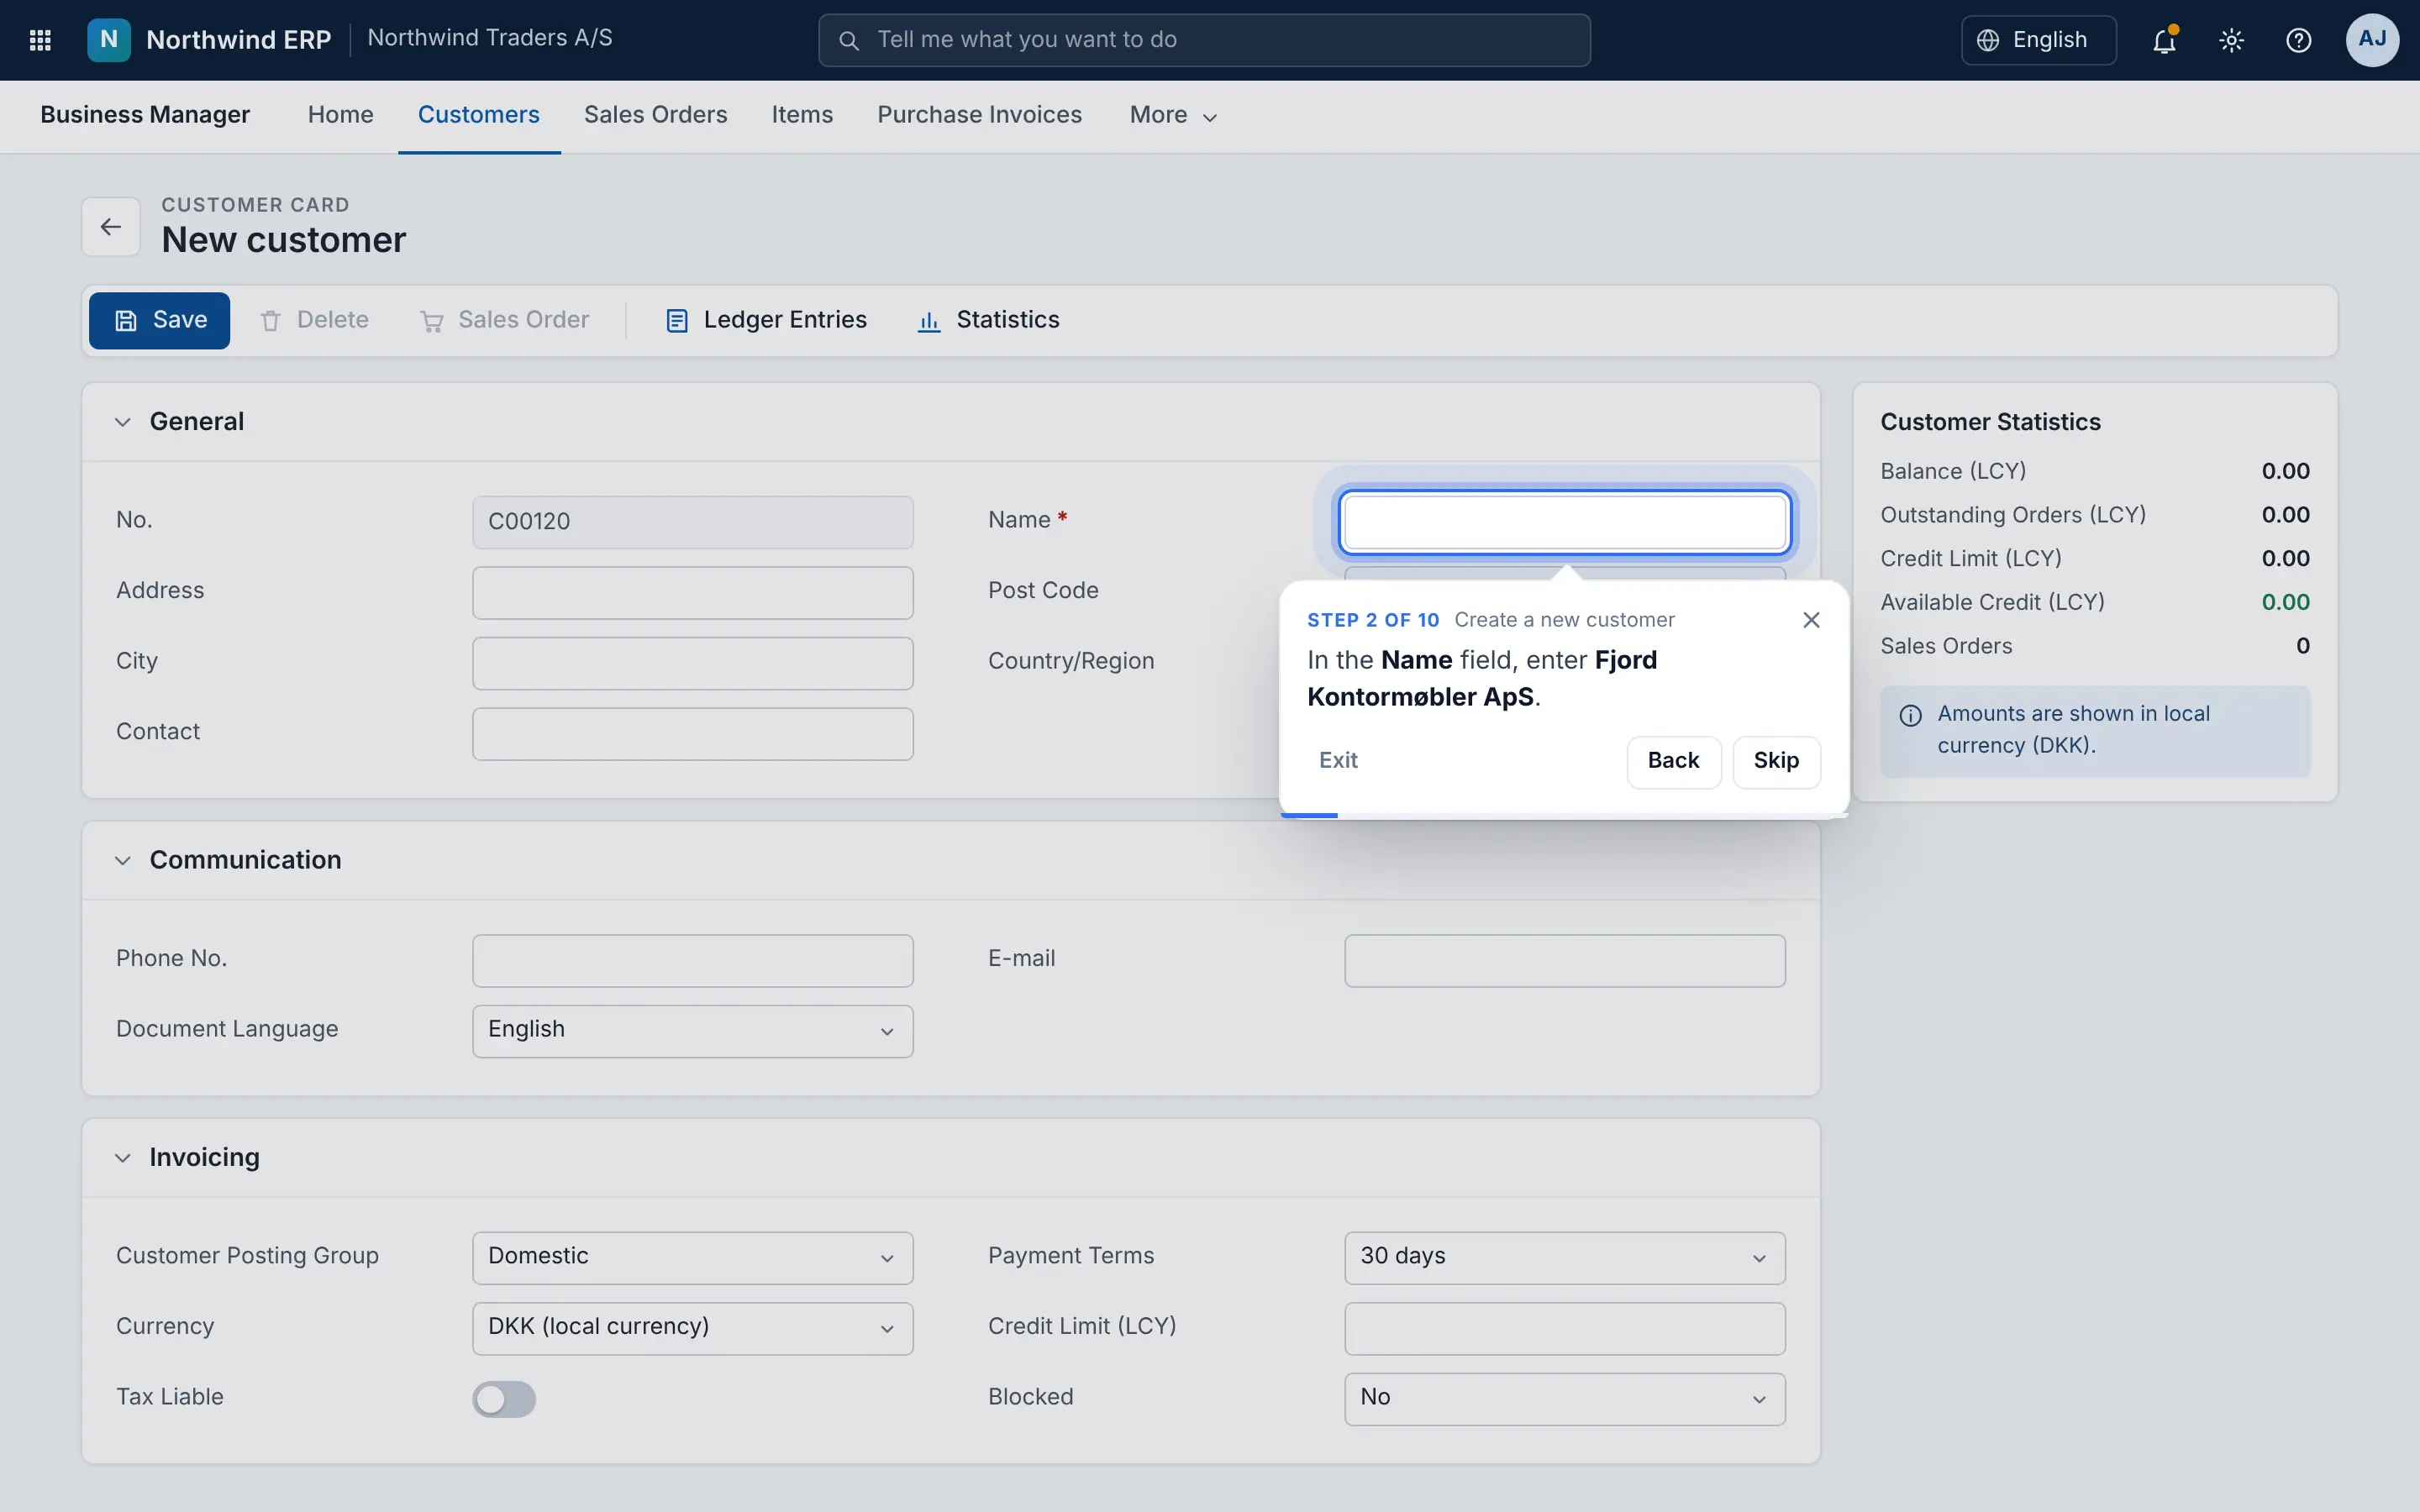 N Northwind ERP Northwind Traders A/S Tell me what you want to do English AJ
Business Manager Home Customers Sales Orders Items Purchase Invoices More
CUSTOMER CARD
New customer
Save Delete Sales Order Ledger Entries Statistics
General
No. C00120 Name *
Address Post Code
City Country/Region
Contact
STEP 2 OF 10 Create a new customer
In the Name field, enter Fjord
Kontormøbler ApS.
Exit Back Skip
Customer Statistics
Balance (LCY) 0.00
Outstanding Orders (LCY) 0.00
Credit Limit (LCY) 0.00
Available Credit (LCY) 0.00
Sales Orders 0
Amounts are shown in local
currency (DKK).
Communication
Phone No. E-mail
Document Language English
Invoicing
Customer Posting Group Domestic Payment Terms 30 days
Currency DKK (local currency) Credit Limit (LCY)
Tax Liable Blocked No